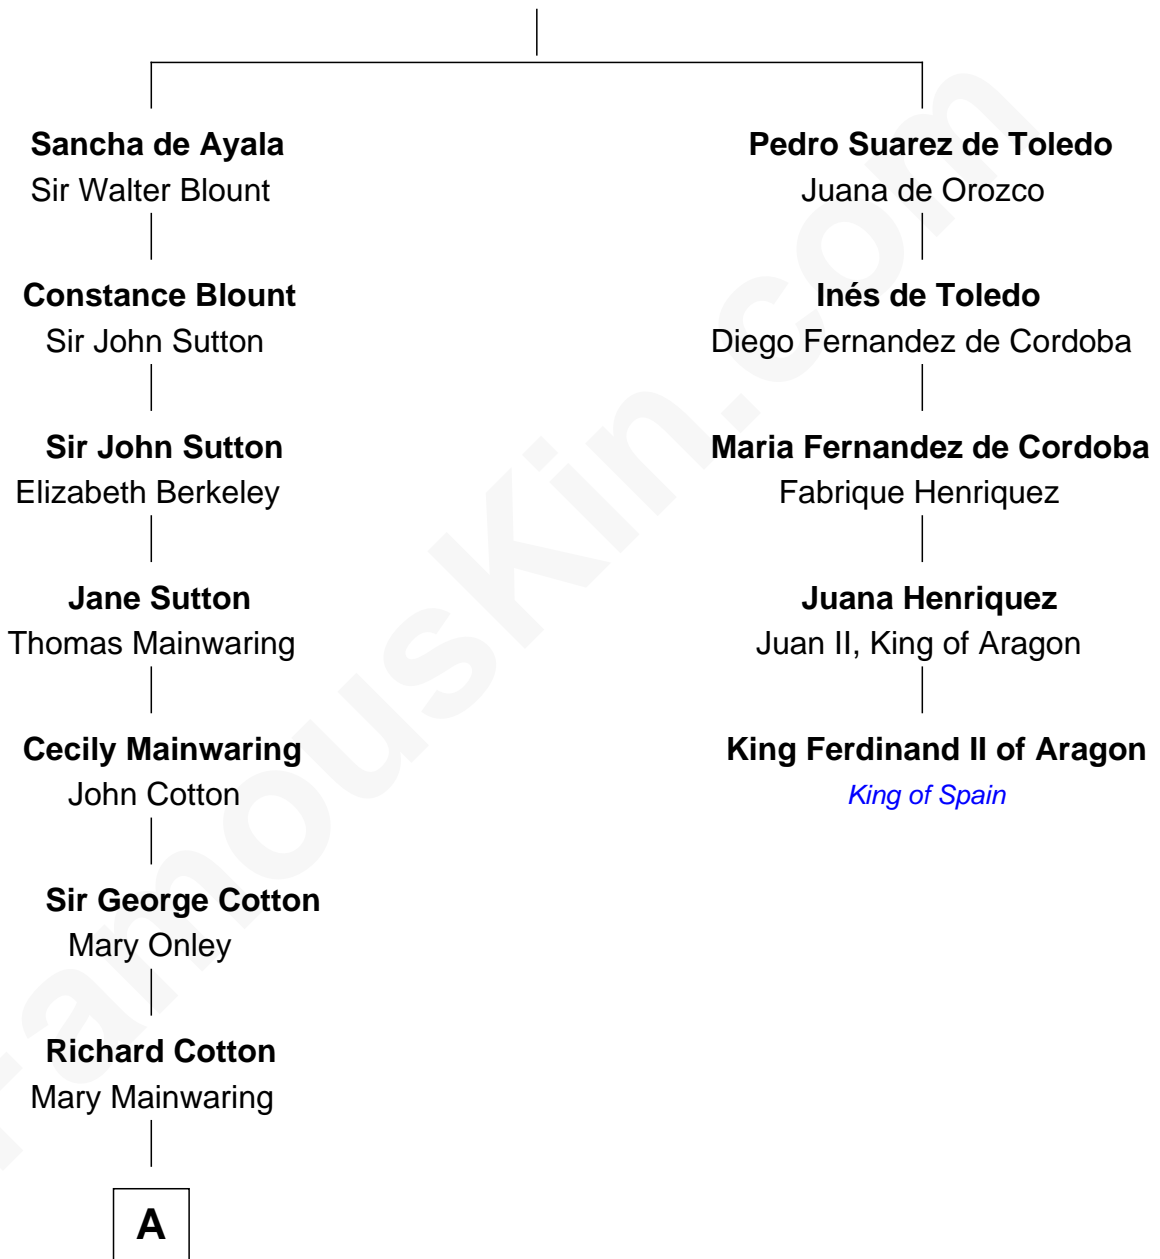 Sancha de Ayala
Sir Walter Blount
Constance Blount
Sir John Sutton
Sir John Sutton
Elizabeth Berkeley
Jane Sutton
Thomas Mainwaring
Cecily Mainwaring
John Cotton
Sir George Cotton
Mary Onley
Richard Cotton
Mary Mainwaring
A
Pedro Suarez de Toledo
Juana de Orozco
Inés de Toledo
Diego Fernandez de Cordoba
Maria Fernandez de Cordoba
Fabrique Henriquez
Juana Henriquez
Juan II, King of Aragon
King Ferdinand II of Aragon
King of Spain
FamousKin.com